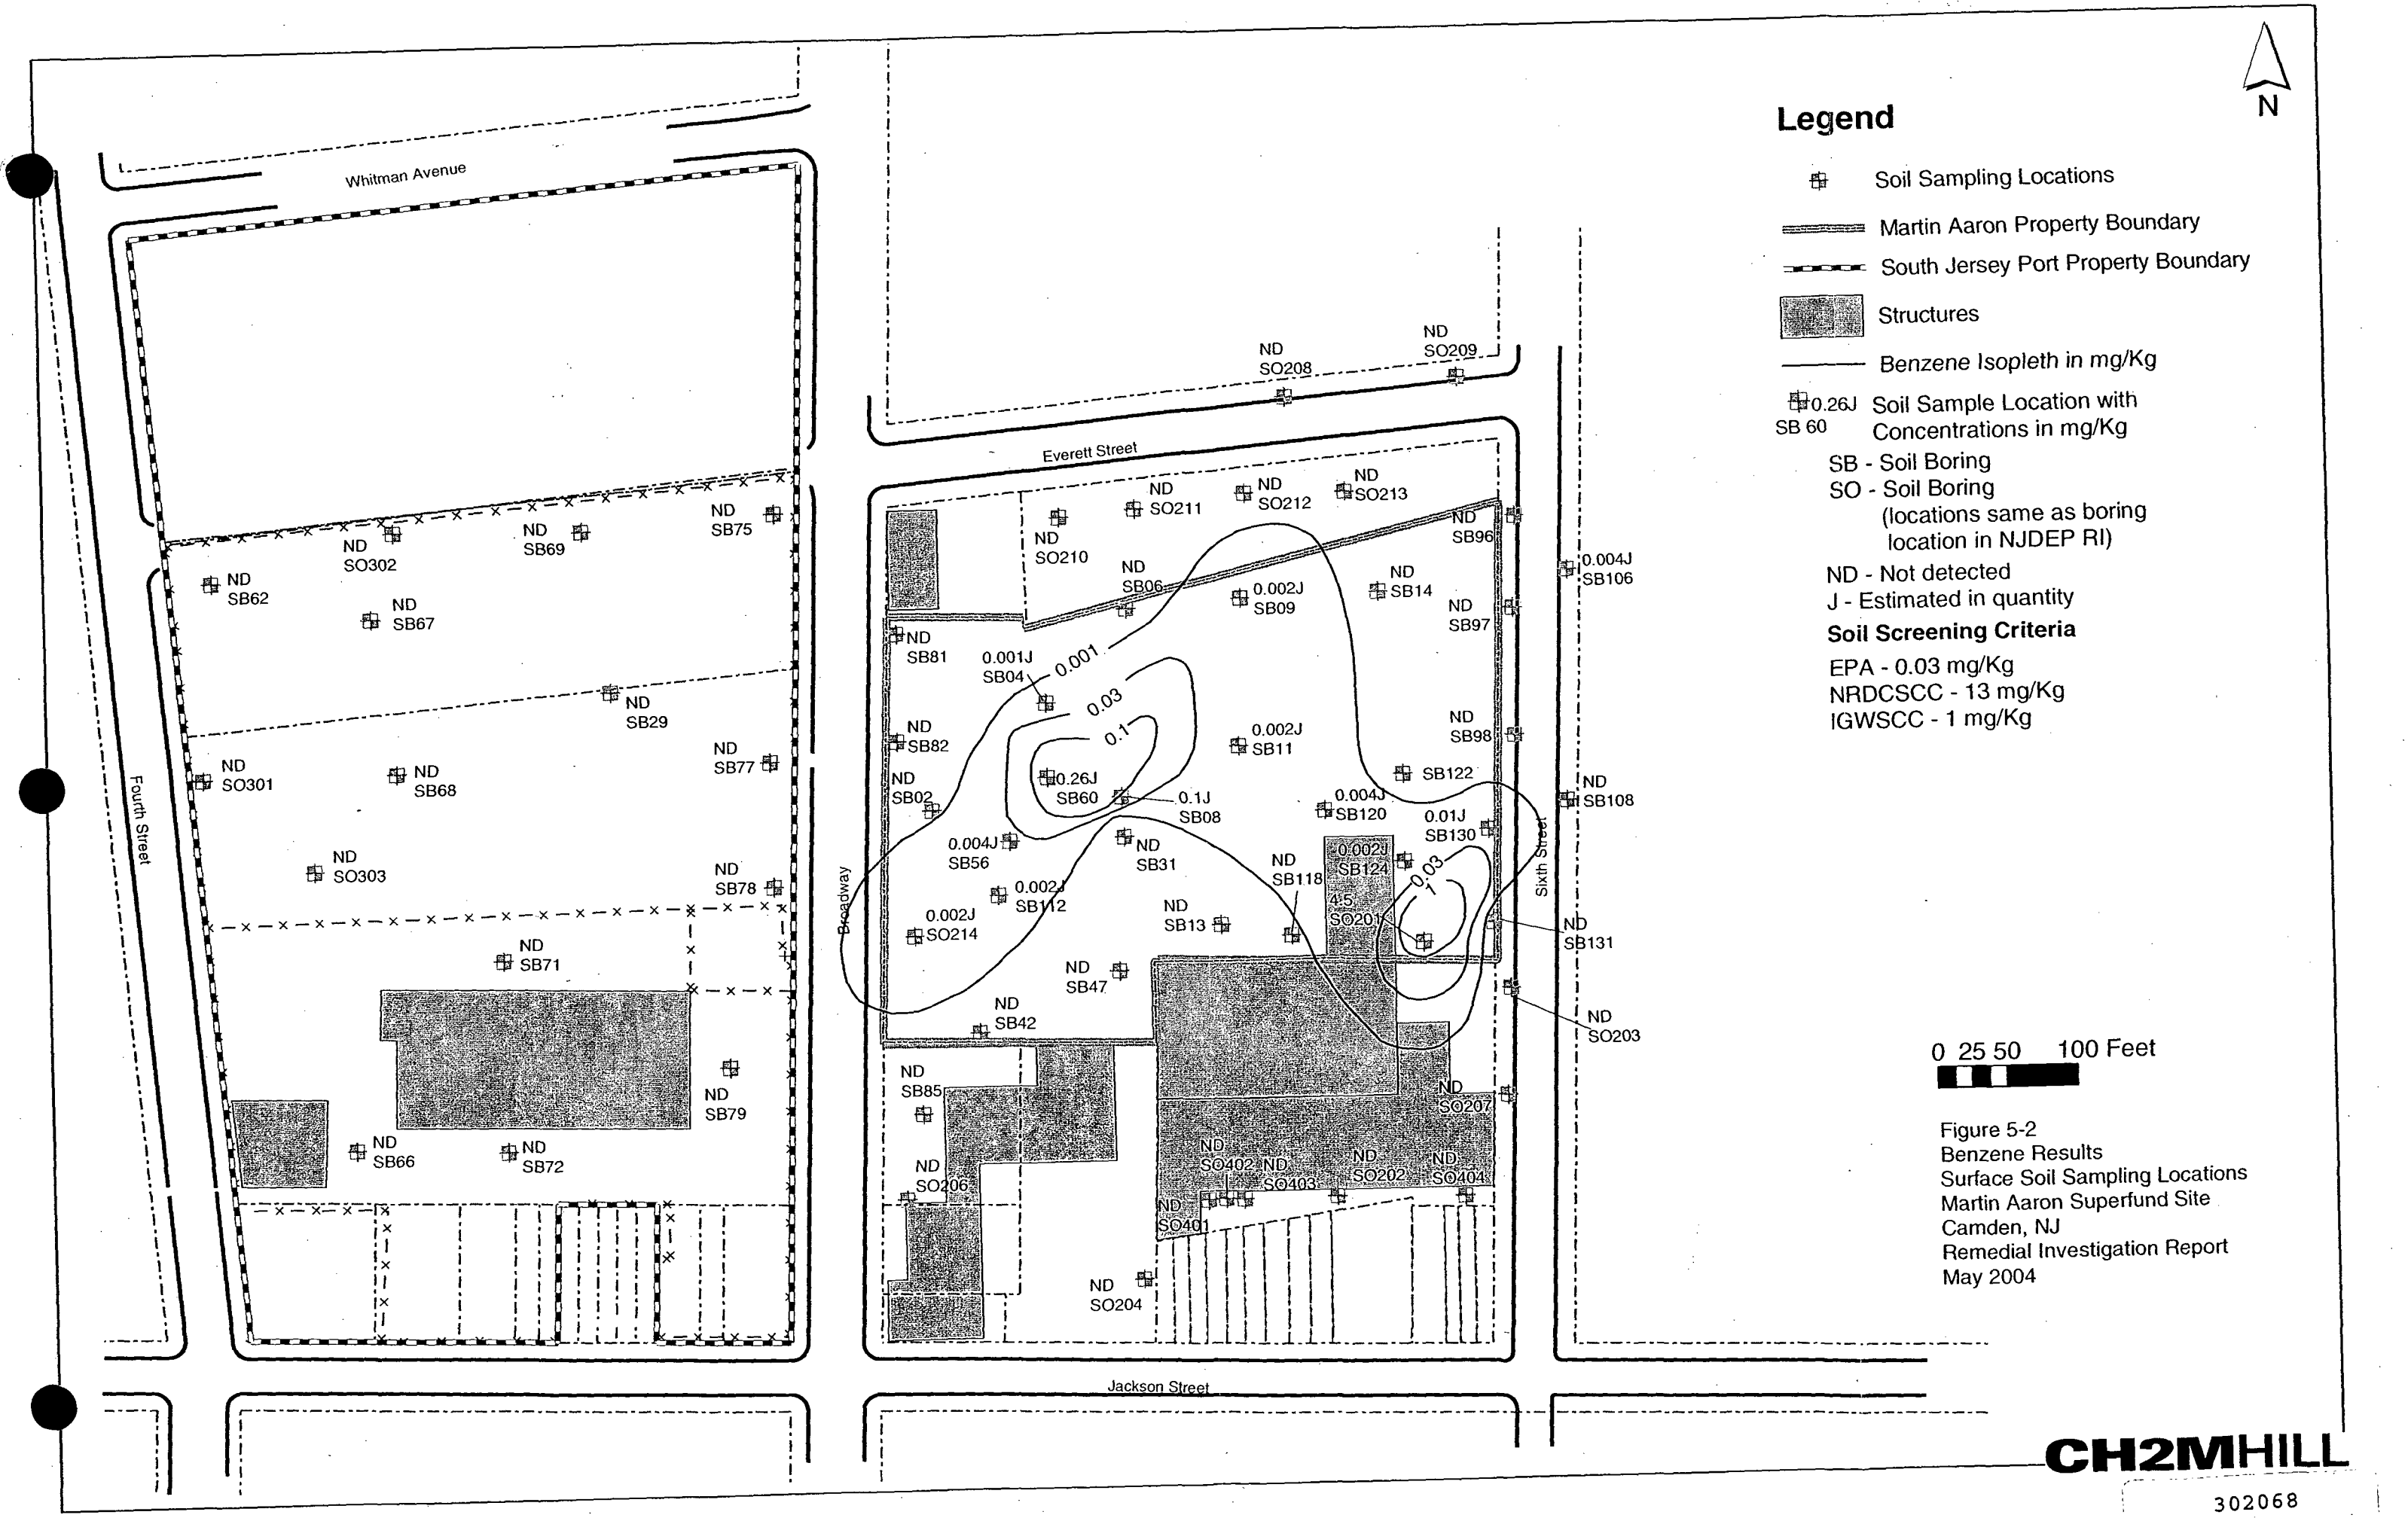 N
Legend
Soil Sampling Locations
Martin Aaron Property Boundary
South Jersey Port Property Boundary
Structures
Benzene Isopleth in mg/Kg
0.26J Soil Sample Location with
SB 60 Concentrations in mg/Kg
SB - Soil Boring
SO - Soil Boring
(locations same as boring
location in NJDEP RI)
ND - Not detected
J - Estimated in quantity
Soil Screening Criteria
EPA - 0.03 mg/Kg
NRDCSCC - 13 mg/Kg
IGWSCC - 1 mg/Kg
Whitman Avenue
Everett Street
Fourth Street
Broadway
Sixth Street
Jackson Street
ND
SO208
ND
SO209
ND
SO302
ND
SB69
ND
SB75
ND
SB62
ND
SB67
ND
SB29
ND
SB77
ND
SO301
ND
SB68
ND
SO303
ND
SB78
ND
SB71
ND
SB79
ND
SB66
ND
SB72
ND
SO210
ND
SO211
ND
SO212
ND
SO213
ND
SB96
ND
SB06
0.002J
SB09
ND
SB14
ND
SB97
0.004J
SB106
ND
SB81
0.001J
SB04
0.001
0.03
0.1
ND
SB82
0.002J
SB11
ND
SB98
ND
SB02
0.26J
SB60
0.1J
SB08
SB122
ND
SB108
0.004J
SB120
0.01J
SB130
0.004J
SB56
ND
SB31
ND
SB118
0.002J
SB124
0.03
1
0.002J
SB112
4.5
SO201
0.002J
SO214
ND
SB13
ND
SB131
ND
SB47
ND
SB42
ND
SO203
ND
SB85
ND
SO207
ND
SO206
ND
SO402
ND
SO403
ND
SO202
ND
SO404
ND
SO401
ND
SO204
0 25 50 100 Feet
Figure 5-2
Benzene Results
Surface Soil Sampling Locations
Martin Aaron Superfund Site
Camden, NJ
Remedial Investigation Report
May 2004
CH2MHILL
302068